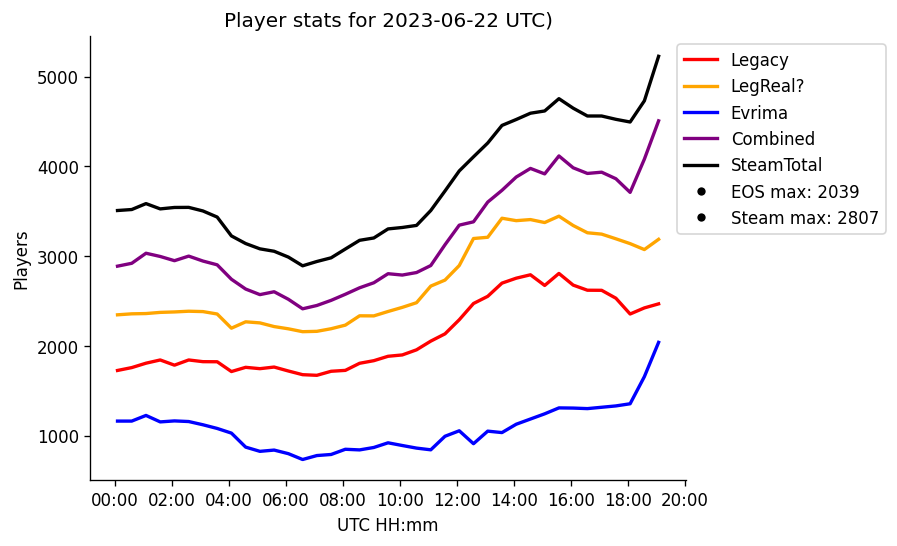 Player stats for 2023-06-22 UTC)
Legacy
LegReal?
Evrima
Combined
SteamTotal
EOS max: 2039
Steam max: 2807
Players
5000
4000
3000
2000
1000
00:00 02:00 04:00 06:00 08:00 10:00 12:00 14:00 16:00 18:00 20:00
UTC HH:mm